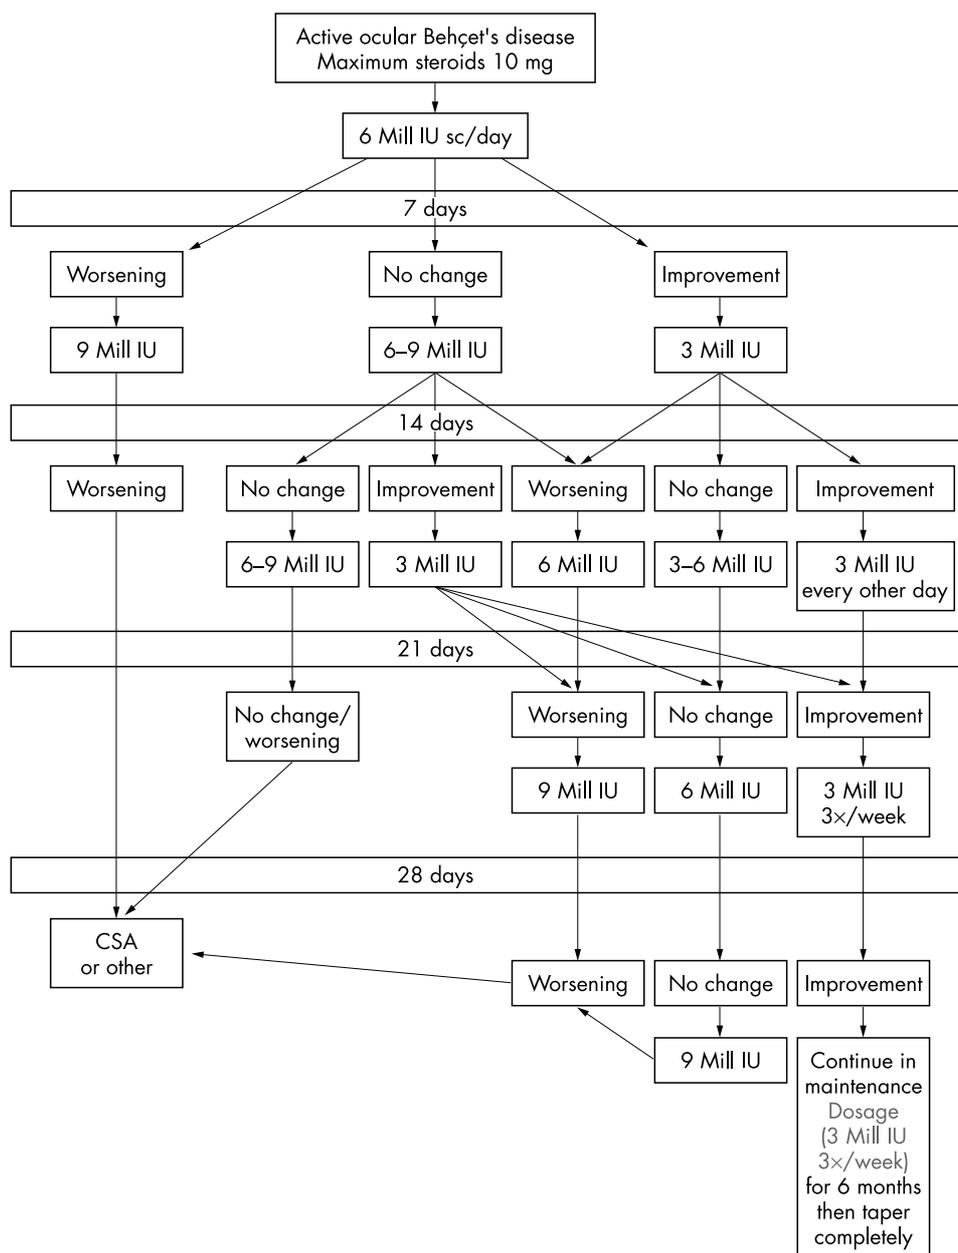 Active ocular Behçet's disease
Maximum steroids 10 mg
6 Mill IU sc/day
7 days
Worsening
No change
Improvement
9 Mill IU
6–9 Mill IU
3 Mill IU
14 days
Worsening
No change
Improvement
Worsening
No change
Improvement
6–9 Mill IU
3 Mill IU
6 Mill IU
3–6 Mill IU
3 Mill IU
every other day
21 days
No change/
worsening
Worsening
No change
Improvement
9 Mill IU
6 Mill IU
3 Mill IU
3×/week
28 days
CSA
or other
Worsening
No change
Improvement
9 Mill IU
Continue in
maintenance
Dosage
(3 Mill IU
3×/week)
for 6 months
then taper
completely